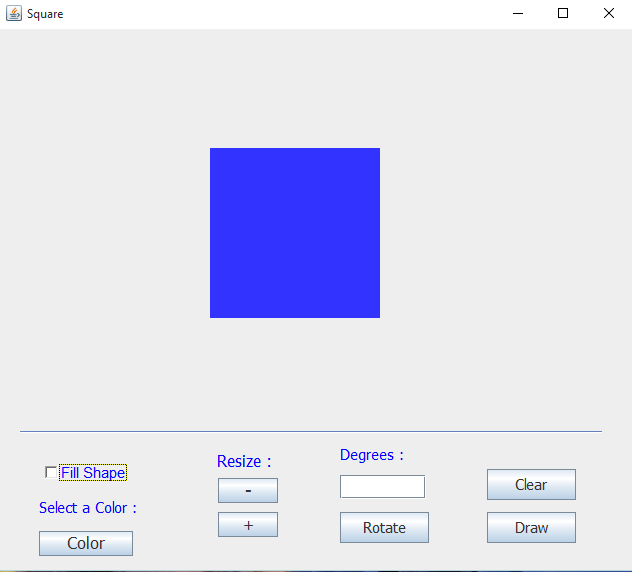 Square
Fill Shape
Select a Color :
Color
Resize :
-
+
Degrees :
Rotate
Clear
Draw